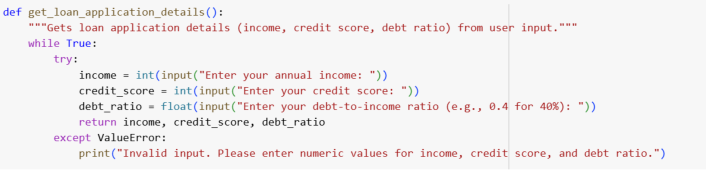 def get_loan_application_details():
    """Gets loan application details (income, credit score, debt ratio) from user input."""
    while True:
        try:
            income = int(input("Enter your annual income: "))
            credit_score = int(input("Enter your credit score: "))
            debt_ratio = float(input("Enter your debt-to-income ratio (e.g., 0.4 for 40%): "))
            return income, credit_score, debt_ratio
        except ValueError:
            print("Invalid input. Please enter numeric values for income, credit score, and debt ratio.")